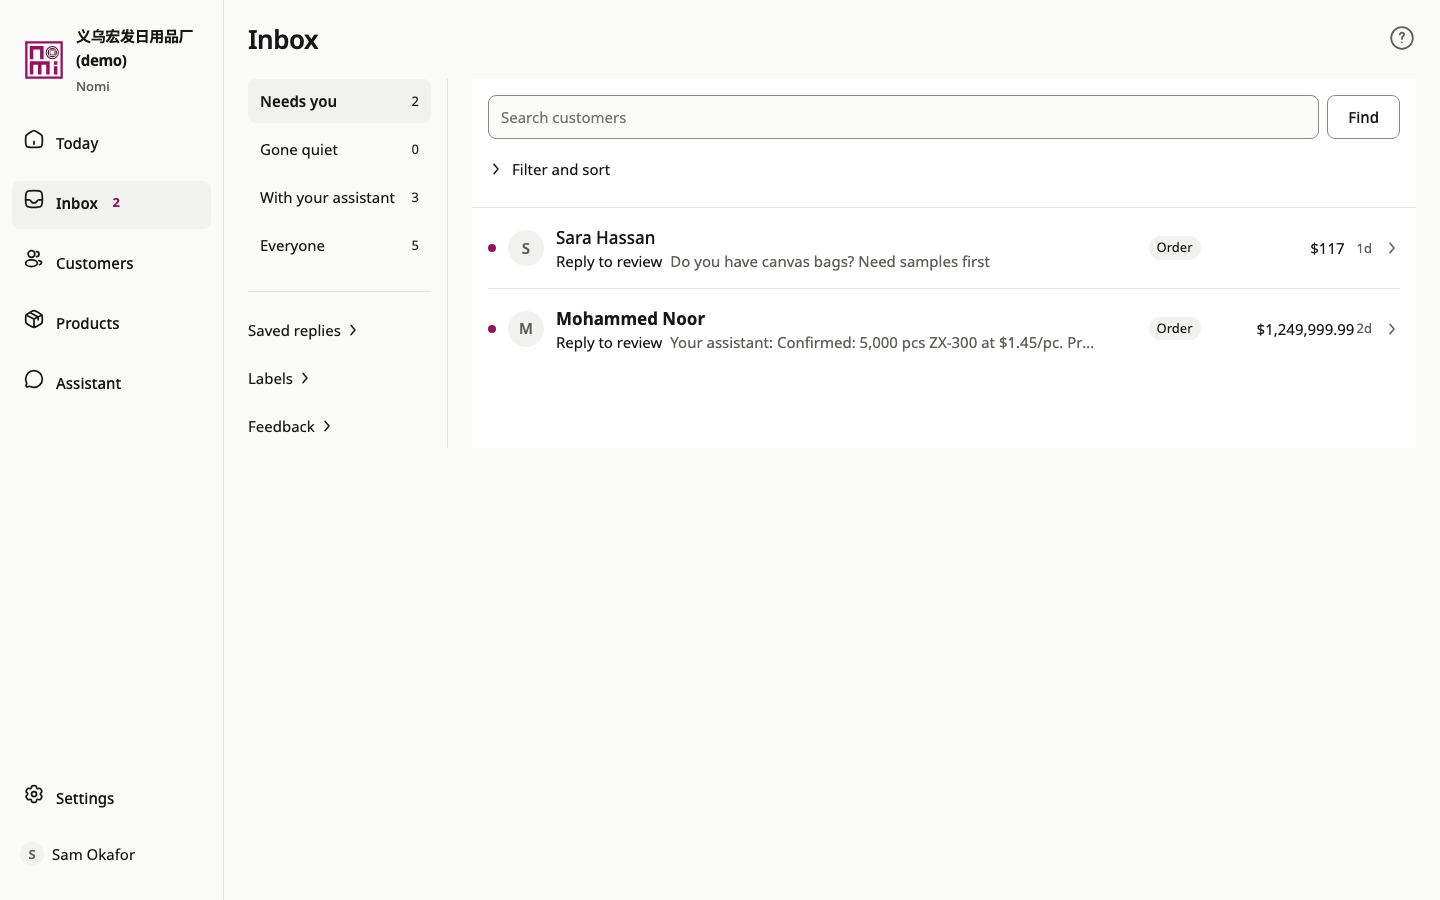 义乌宏发日用品厂
(demo)
Nomi
Today
Inbox 2
Customers
Products
Assistant
Settings
S Sam Okafor
Inbox
Needs you 2
Gone quiet 0
With your assistant 3
Everyone 5
Saved replies
Labels
Feedback
Search customers
Find
Filter and sort
S
Sara Hassan
Reply to review Do you have canvas bags? Need samples first
Order
$117 1d
M
Mohammed Noor
Reply to review Your assistant: Confirmed: 5,000 pcs ZX-300 at $1.45/pc. Pr...
Order
$1,249,999.99 2d